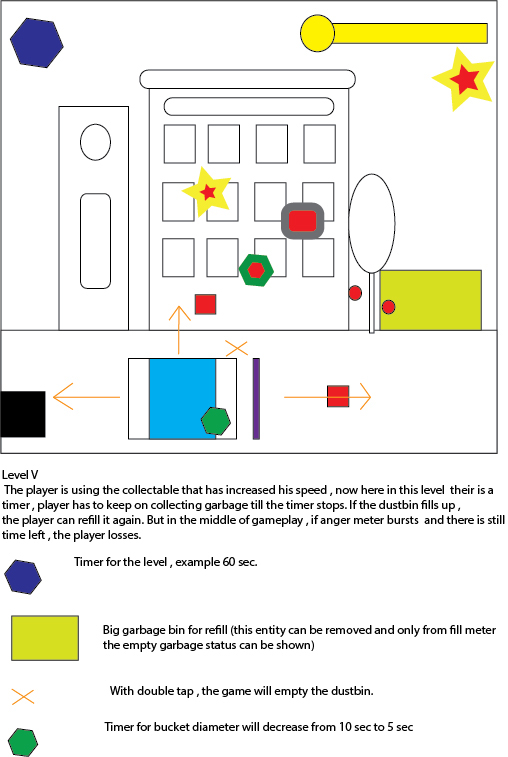 Level V
The player is using the collectable that has increased his speed , now here in this level  their is a
timer , player has to keep on collecting garbage till the timer stops. If the dustbin fills up ,
the player can refill it again. But in the middle of gameplay , if anger meter bursts  and there is still
time left , the player loses.
Timer for the level , example 60 sec.
Big garbage bin for refill (this entity can be removed and only from fill meter
the empty garbage status can be shown)
With double tap , the game will empty the dustbin.
Timer for bucket diameter will decrease from 10 sec to 5 sec